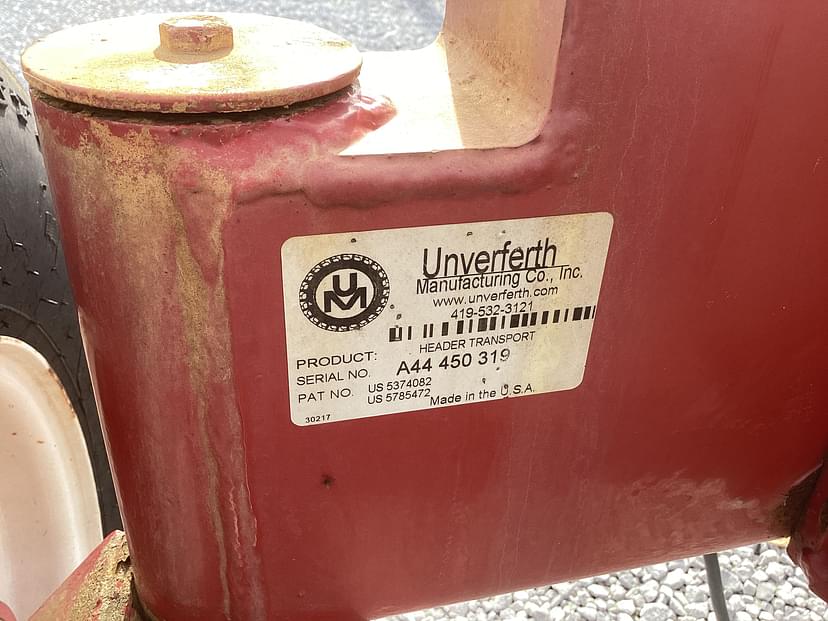 UM
Unverferth
Manufacturing Co., Inc.
www.unverferth.com
419-532-3121
PRODUCT: HEADER TRANSPORT
SERIAL NO. A44 450 319
PAT NO. US 5374082
US 5785472 Made in the U.S.A.
30217